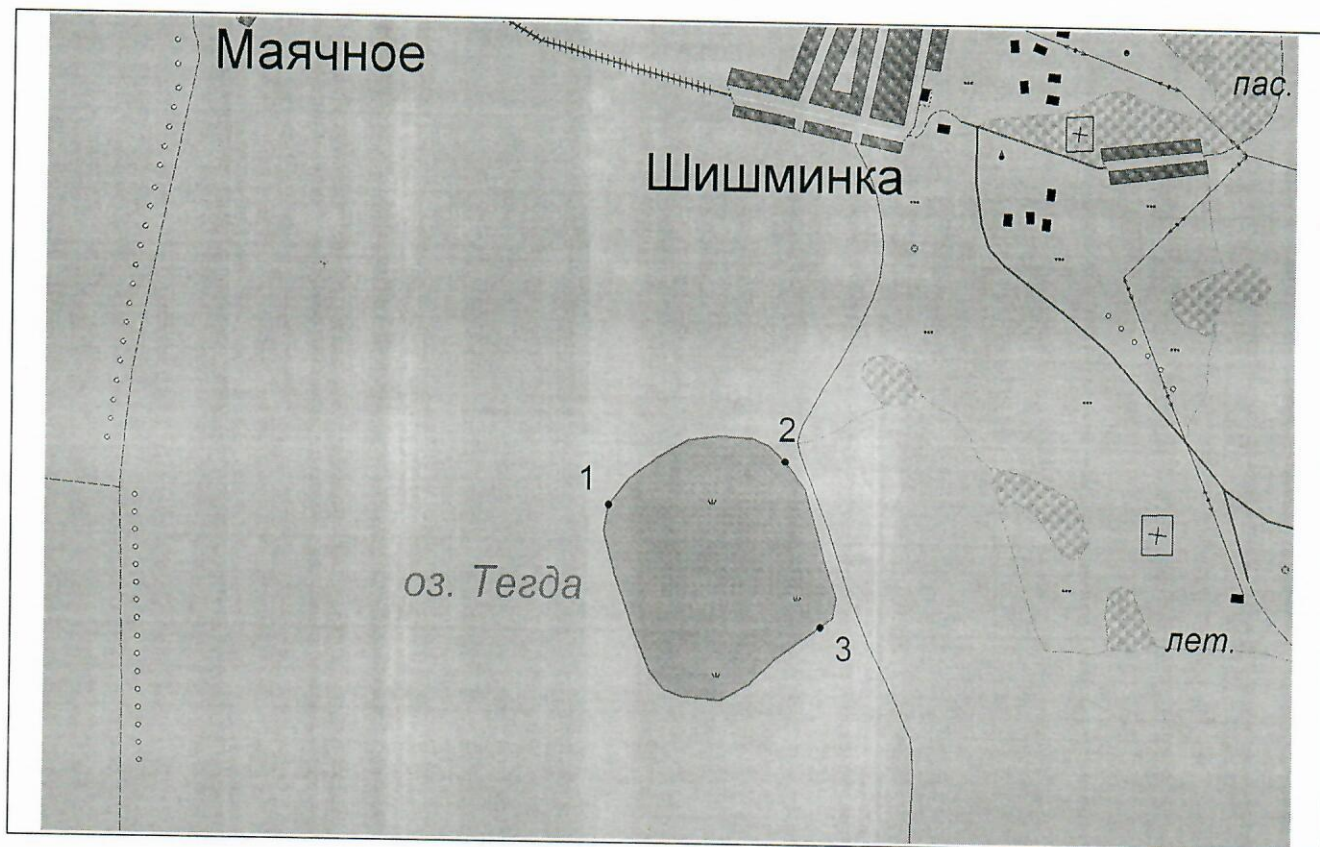 Маячное
пас.
Шишминка
2
1
оз. Тегда
3
лет.